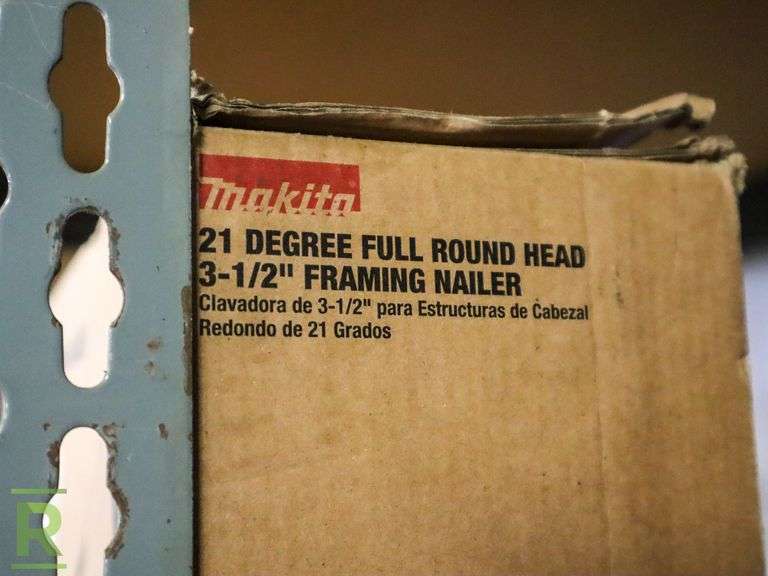 makita
21 DEGREE FULL ROUND HEAD
3-1/2" FRAMING NAILER
Clavadora de 3-1/2" para Estructuras de Cabezal
Redondo de 21 Grados
R